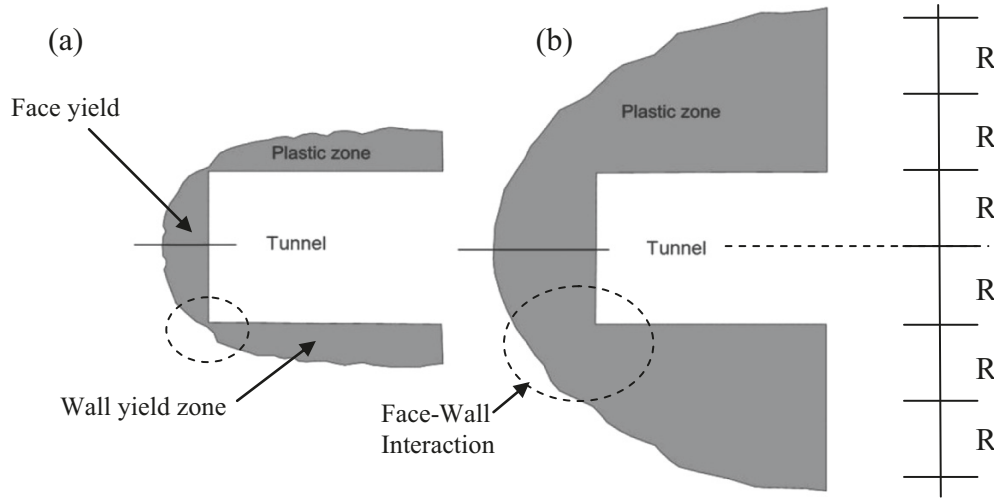 (a)
Face yield
Plastic zone
Tunnel
Wall yield zone
(b)
Plastic zone
Tunnel
Face-Wall
Interaction
R
R
R
R
R
R